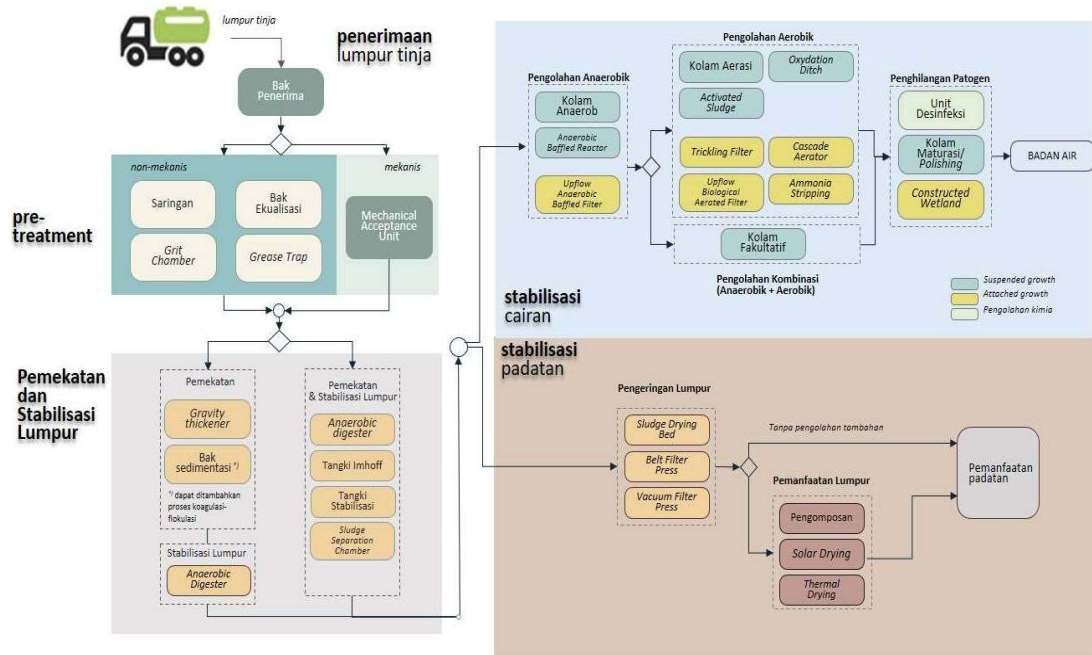 lumpur tinja
penerimaan
lumpur tinja
Bak
Penerima
pre-
treatment
non-mekanis
mekanis
Saringan
Bak
Ekualisasi
Grit
Chamber
Grease Trap
Mechanical
Acceptance
Unit
Pemekatan
dan
Stabilisasi
Lumpur
Pemekatan
Gravity
thickener
Bak
sedimentasi *)
*) dapat ditambahkan
proses koagulasi-
flokulasi
Stabilisasi Lumpur
Anaerobic
Digester
Pemekatan
& Stabilisasi Lumpur
Anaerobic
digester
Tangki Imhoff
Tangki
Stabilisasi
Sludge
Separation
Chamber
Pengolahan Anaerobik
Kolam
Anaerob
Anaerobic
Baffled Reactor
Upflow
Anaerobic
Baffled Filter
Pengolahan Aerobik
Kolam Aerasi
Oxydation
Ditch
Activated
Sludge
Trickling Filter
Cascade
Aerator
Upflow
Biological
Aerated Filter
Ammonia
Stripping
Kolam
Fakultatif
Pengolahan Kombinasi
(Anaerobik + Aerobik)
Penghilangan Patogen
Unit
Desinfeksi
Kolam
Maturasi/
Polishing
Constructed
Wetland
BADAN AIR
Suspended growth
Attached growth
Pengolahan kimia
stabilisasi
cairan
stabilisasi
padatan
Pengeringan Lumpur
Sludge Drying
Bed
Belt Filter
Press
Vacuum Filter
Press
Tanpa pengolahan tambahan
Pemanfaatan Lumpur
Pengomposan
Solar Drying
Thermal
Drying
Pemanfaatan
padatan